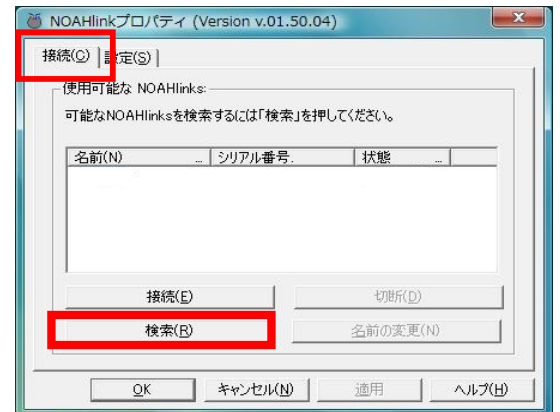 NOAHlinkプロパティ (Version v.01.50.04)
接続(C) 設定(S)
使用可能な NOAHlinks:
可能なNOAHlinksを検索するには「検索」を押してください。
名前(N) ... シリアル番号. 状態 ...
接続(E) 切断(D)
検索(R) 名前の変更(N)
OK キャンセル(N) 適用 ヘルプ(H)